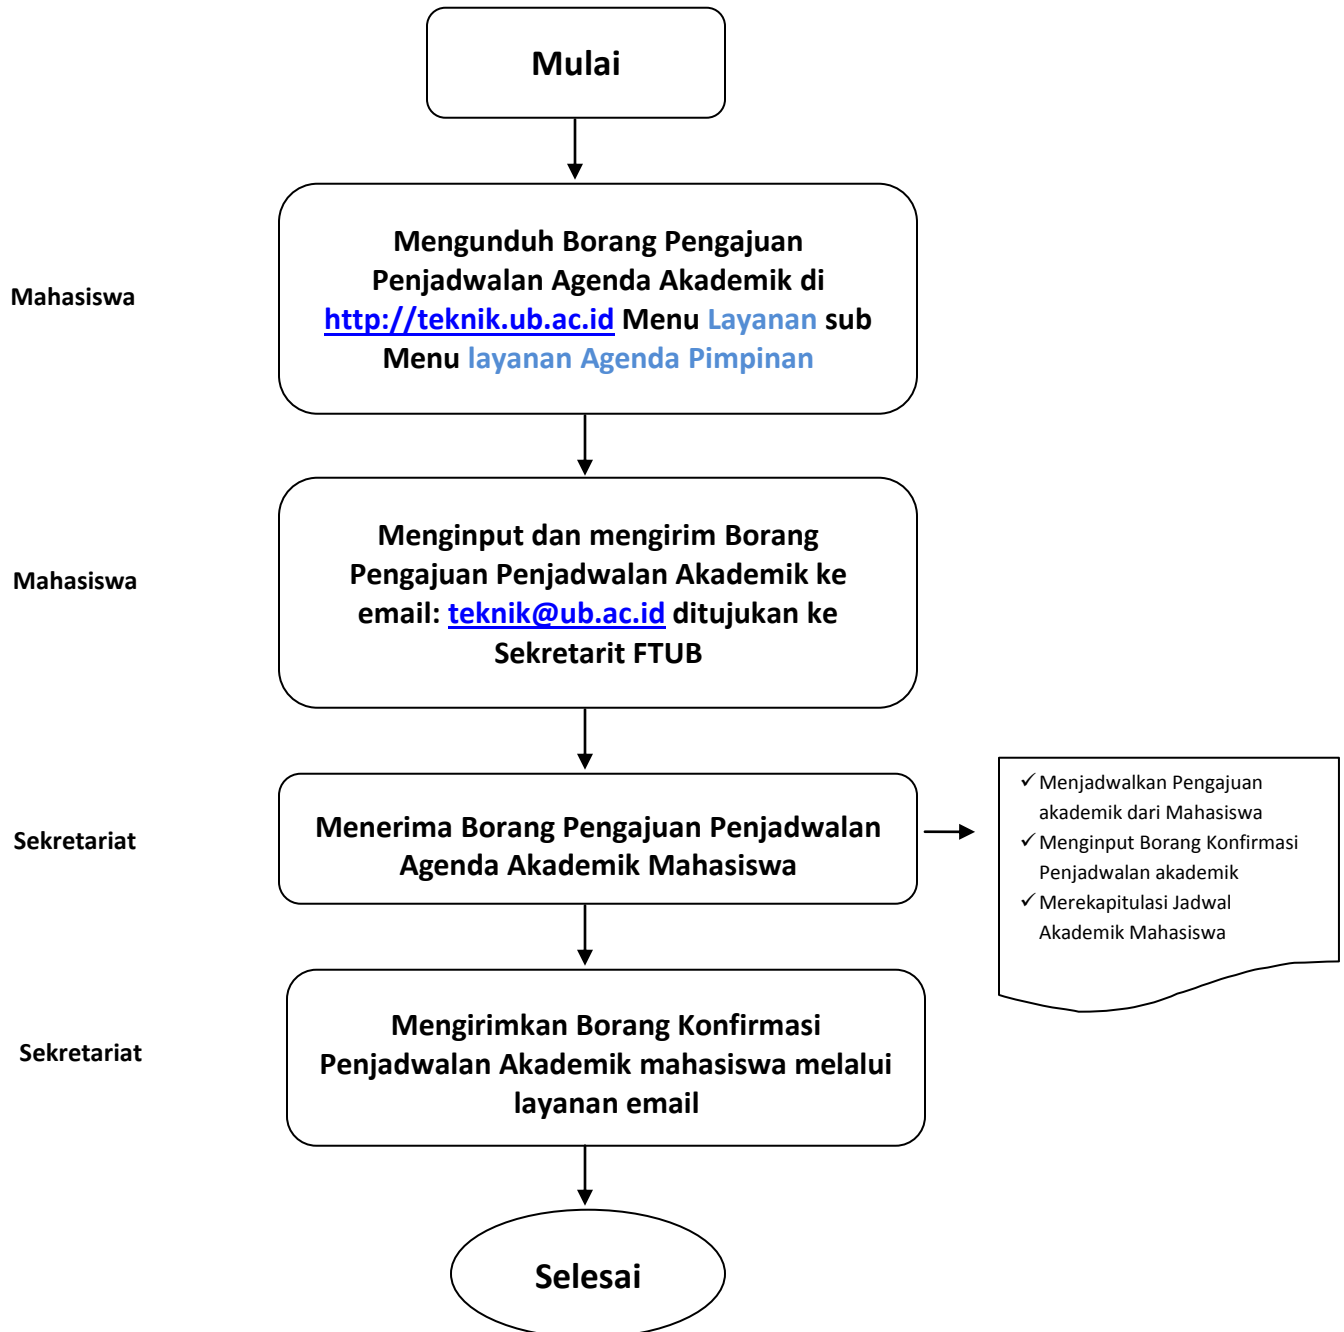 Mulai
Mahasiswa
Mengunduh Borang Pengajuan
Penjadwalan Agenda Akademik di
http://teknik.ub.ac.id Menu Layanan sub
Menu layanan Agenda Pimpinan
Mahasiswa
Menginput dan mengirim Borang
Pengajuan Penjadwalan Akademik ke
email: teknik@ub.ac.id ditujukan ke
Sekretarit FTUB
Sekretariat
Menerima Borang Pengajuan Penjadwalan
Agenda Akademik Mahasiswa
✓ Menjadwalkan Pengajuan
akademik dari Mahasiswa
✓ Menginput Borang Konfirmasi
Penjadwalan akademik
✓ Merekapitulasi Jadwal
Akademik Mahasiswa
Sekretariat
Mengirimkan Borang Konfirmasi
Penjadwalan Akademik mahasiswa melalui
layanan email
Selesai